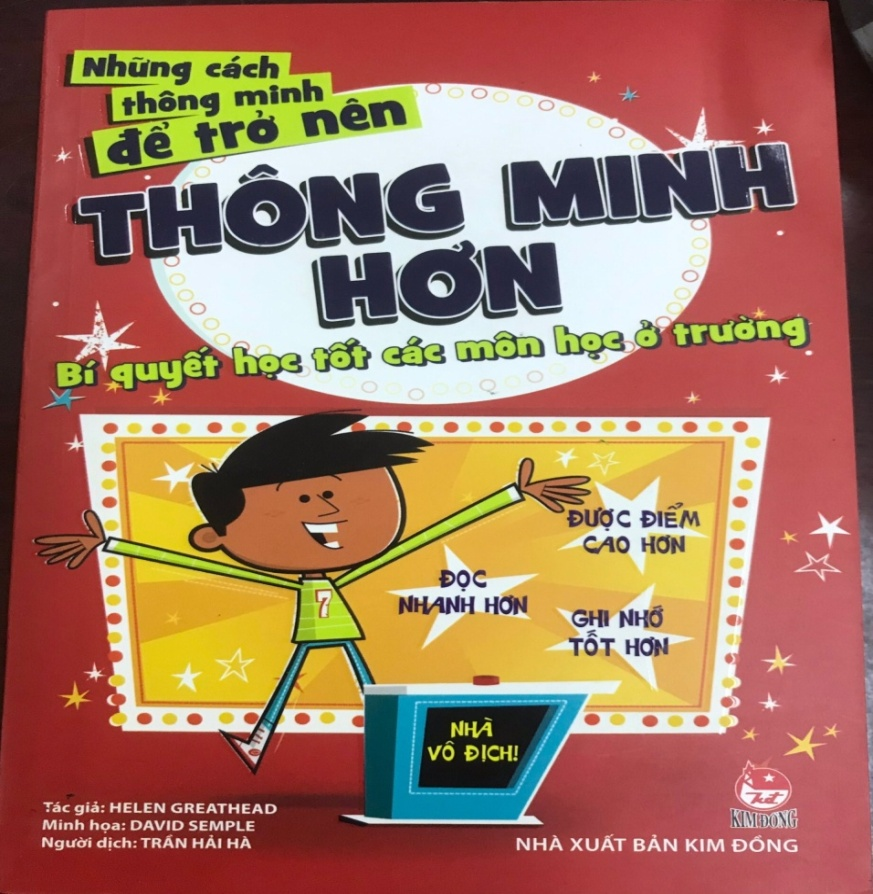 Những cách
thông minh
để trở nên
THÔNG MINH
HƠN
Bí quyết học tốt các môn học ở trường
ĐƯỢC ĐIỂM
CAO HƠN
ĐỌC
NHANH HƠN
GHI NHỚ
TỐT HƠN
7
NHÀ
VÔ ĐỊCH!
Tác giả: HELEN GREATHEAD
Minh họa: DAVID SEMPLE
Người dịch: TRẦN HẢI HÀ
KIM ĐỒNG
NHÀ XUẤT BẢN KIM ĐỒNG